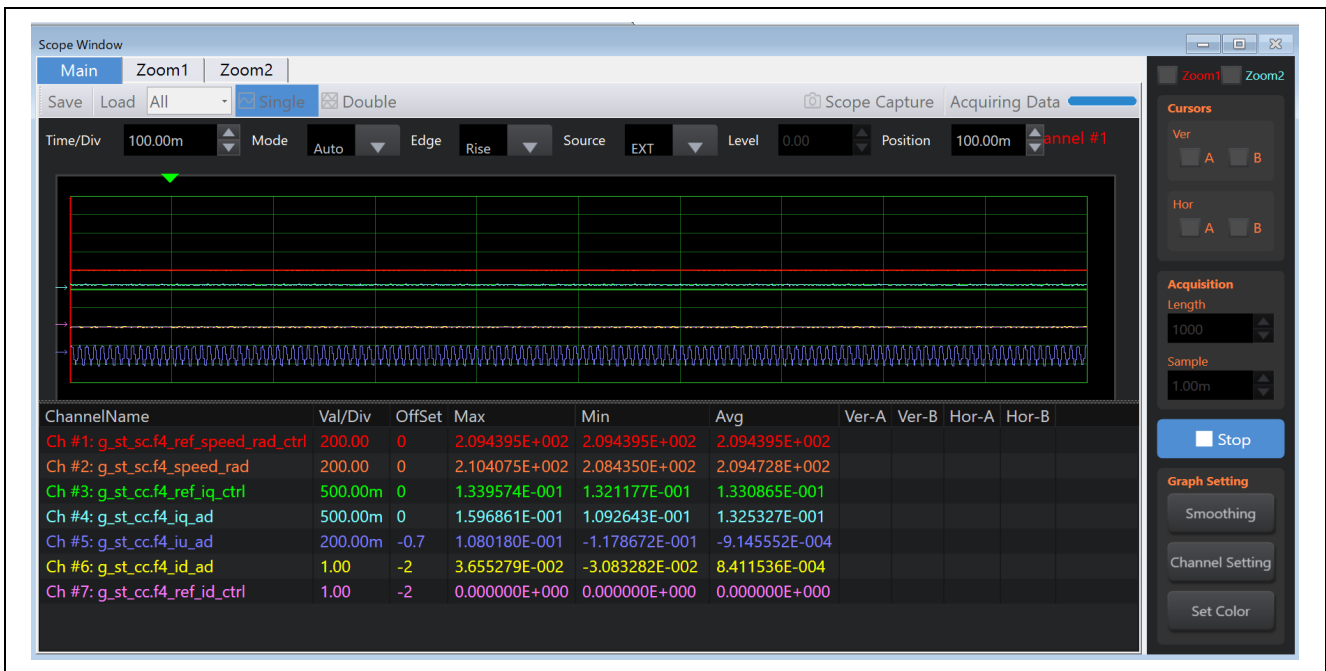 Scope Window
Main Zoom1 Zoom2
Zoom1 Zoom2
Save Load All Single Double Scope Capture Acquiring Data
Time/Div 100.00m Mode Auto Edge Rise Source EXT Level 0.00 Position 100.00m annel #1
Cursors
Ver
A B
Hor
A B
Acquisition
Length
1000
Sample
1.00m
Stop
Graph Setting
Smoothing
Channel Setting
Set Color
ChannelName Val/Div OffSet Max Min Avg Ver-A Ver-B Hor-A Hor-B
Ch #1: g_st_sc.f4_ref_speed_rad_ctrl 200.00 0 2.094395E+002 2.094395E+002 2.094395E+002
Ch #2: g_st_sc.f4_speed_rad 200.00 0 2.104075E+002 2.084350E+002 2.094728E+002
Ch #3: g_st_cc.f4_ref_iq_ctrl 500.00m 0 1.339574E-001 1.321177E-001 1.330865E-001
Ch #4: g_st_cc.f4_iq_ad 500.00m 0 1.596861E-001 1.092643E-001 1.325327E-001
Ch #5: g_st_cc.f4_iu_ad 200.00m -0.7 1.080180E-001 -1.178672E-001 -9.145552E-004
Ch #6: g_st_cc.f4_id_ad 1.00 -2 3.655279E-002 -3.083282E-002 8.411536E-004
Ch #7: g_st_cc.f4_ref_id_ctrl 1.00 -2 0.000000E+000 0.000000E+000 0.000000E+000